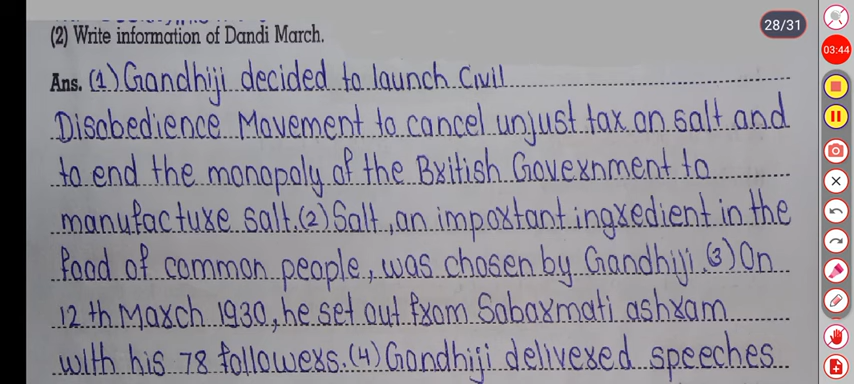 28/31
(2) Write information of Dandi March.
03:44
Ans. (1) Gandhiji decided to launch Civil
Disobedience Movement to cancel unjust tax on salt and
to end the monopoly of the British Government to
manufacture salt. (2) Salt, an important ingredient in the
food of common people, was chosen by Gandhiji. (3) On
12 th March 1930, he set out from Sabarmati ashram
with his 78 followers. (4) Gandhiji delivered speeches